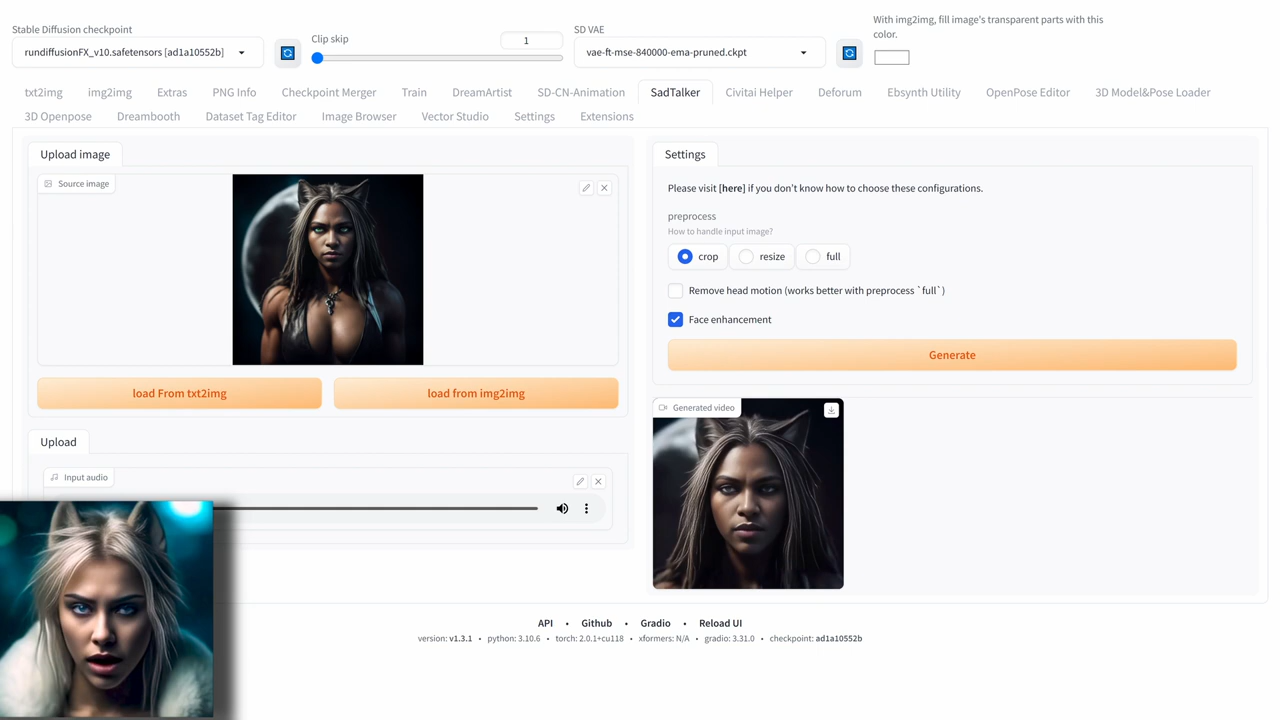 Stable Diffusion checkpoint
rundiffusionFX_v10.safetensors [ad1a10552b]
Clip skip
1
SD VAE
vae-ft-mse-840000-ema-pruned.ckpt
With img2img, fill image's transparent parts with this
color.
txt2img img2img Extras PNG Info Checkpoint Merger Train DreamArtist SD-CN-Animation SadTalker Civitai Helper Deforum Ebsynth Utility OpenPose Editor 3D Model&Pose Loader
3D Openpose Dreambooth Dataset Tag Editor Image Browser Vector Studio Settings Extensions
Upload image
Source image
load From txt2img load from img2img
Upload
Input audio
Settings
Please visit [here] if you don't know how to choose these configurations.
preprocess
How to handle input image?
crop resize full
Remove head motion (works better with preprocess `full`)
Face enhancement
Generate
Generated video
API • Github • Gradio • Reload UI
version: v1.3.1 • python: 3.10.6 • torch: 2.0.1+cu118 • xformers: N/A • gradio: 3.31.0 • checkpoint: ad1a10552b